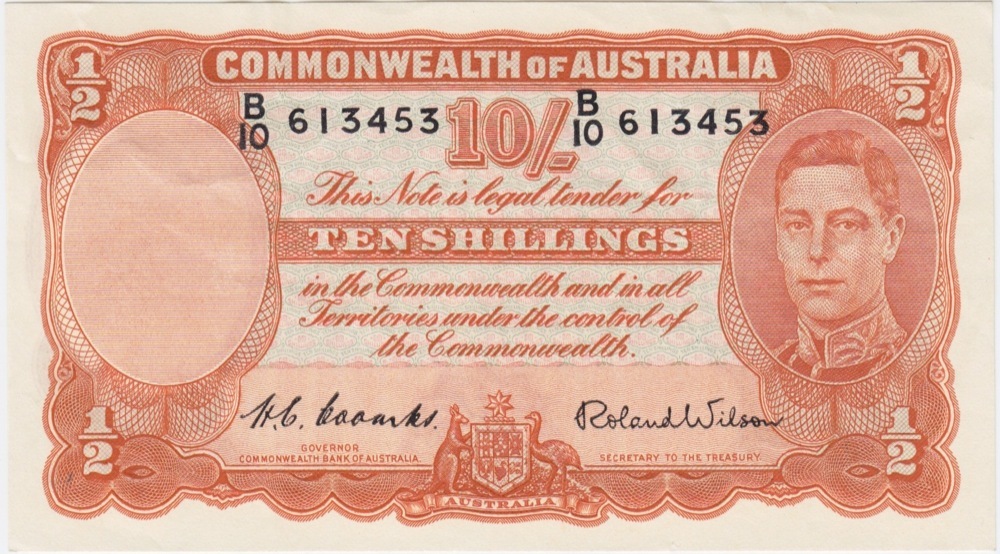 1/2 COMMONWEALTH OF AUSTRALIA 1/2
B/10 613453 10/- B/10 613453
This Note is legal tender for
TEN SHILLINGS
in the Commonwealth and in all
Territories under the control of
the Commonwealth.
H.C. Coombs. Roland Wilson
GOVERNOR
COMMONWEALTH BANK OF AUSTRALIA. SECRETARY TO THE TREASURY.
1/2 AUSTRALIA 1/2